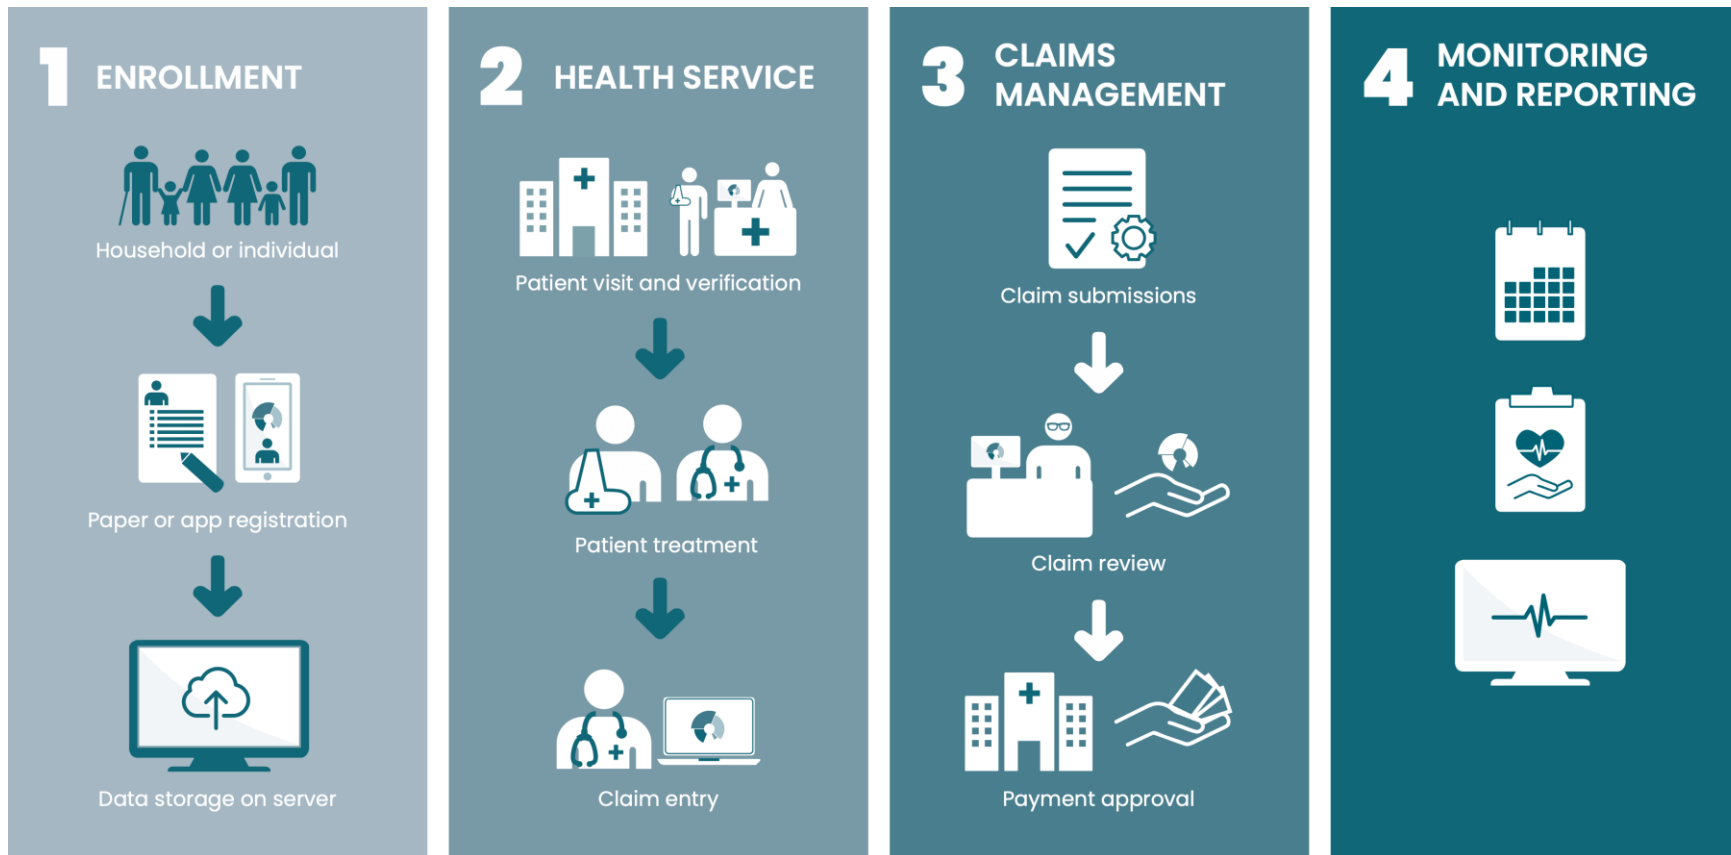 1 ENROLLMENT
Household or individual
Paper or app registration
Data storage on server
2 HEALTH SERVICE
Patient visit and verification
Patient treatment
Claim entry
3 CLAIMS
MANAGEMENT
Claim submissions
Claim review
Payment approval
4 MONITORING
AND REPORTING